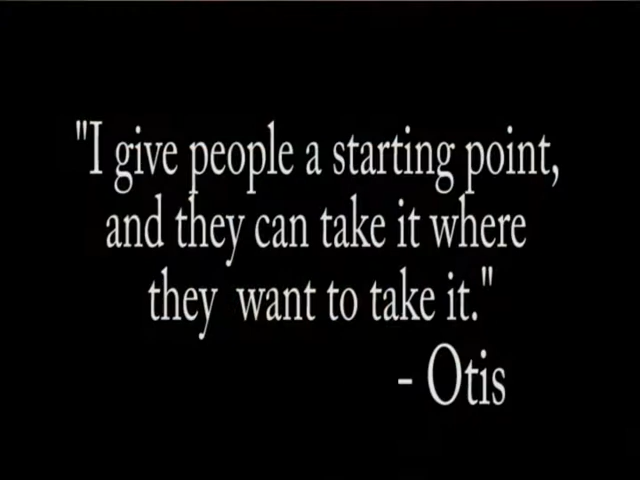 "I give people a starting point,
and they can take it where
they want to take it."
- Otis